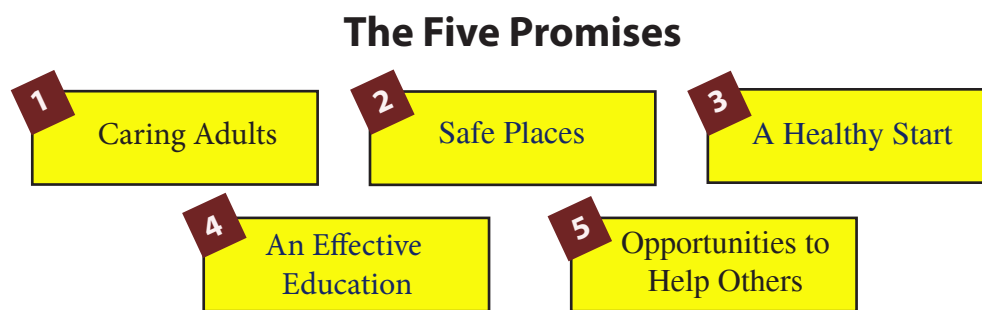 The Five Promises
1
Caring Adults
2
Safe Places
3
A Healthy Start
4
An Effective
Education
5
Opportunities to
Help Others